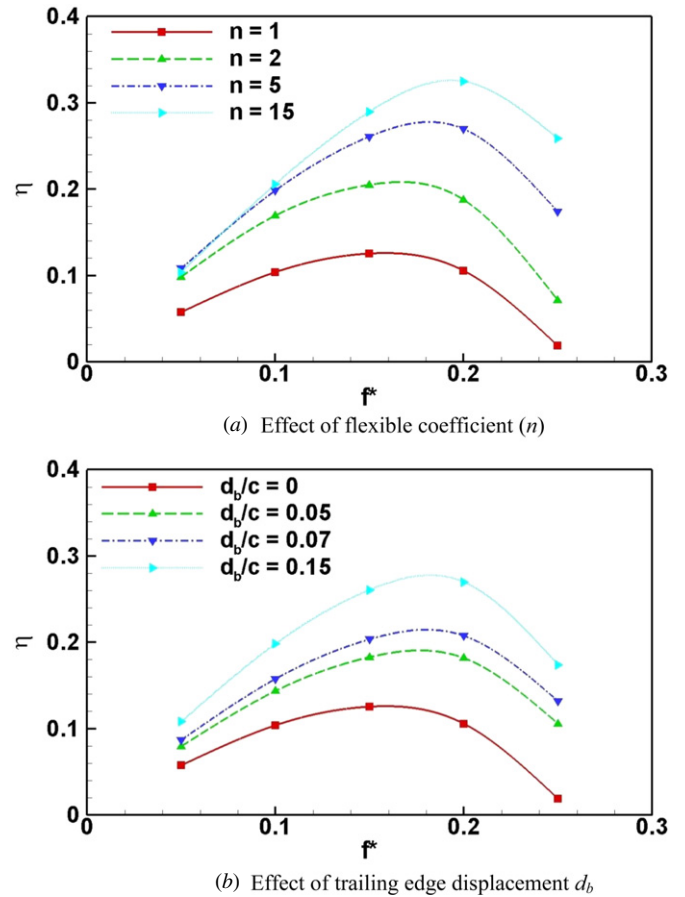 0.4
n = 1
n = 2
n = 5
n = 15
0.3
η
0.2
0.1
0
0.1
0.2
0.3
f*
(a) Effect of flexible coefficient (n)
0.4
d_b/c = 0
d_b/c = 0.05
d_b/c = 0.07
d_b/c = 0.15
0.3
η
0.2
0.1
0
0
0.1
0.2
0.3
f*
(b) Effect of trailing edge displacement d_b